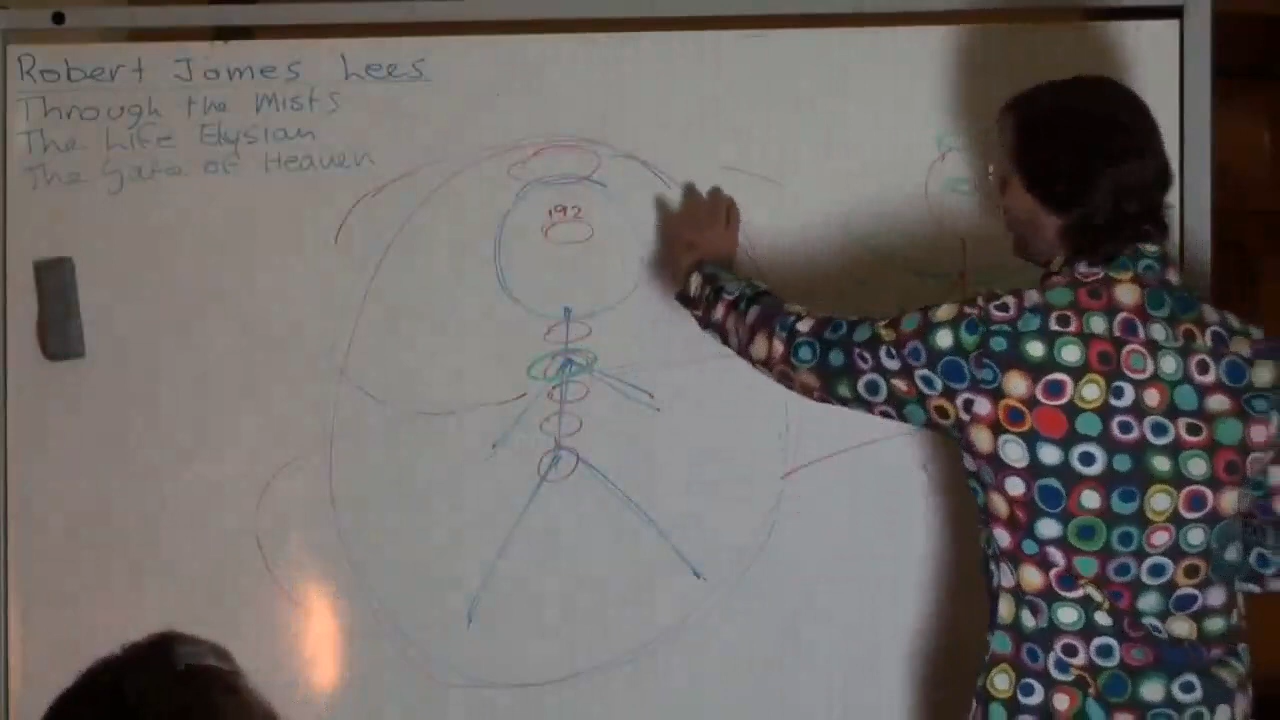 Robert James Lees
Through the Mists
The Life Elysian
The Gate of Heaven
192